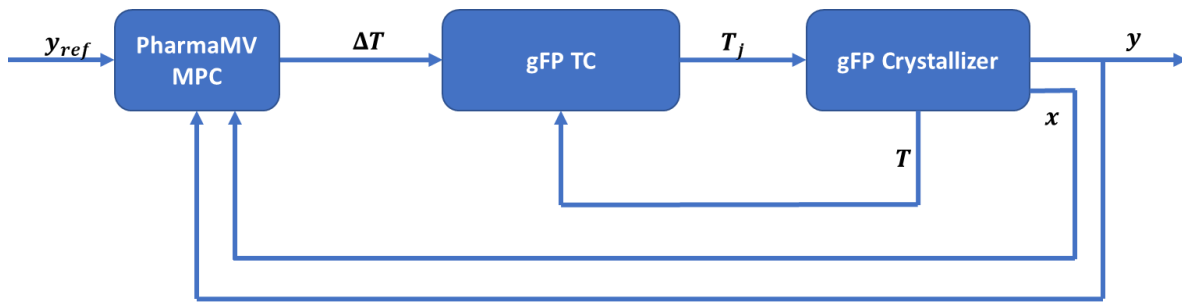 y_ref
PharmaMV
MPC
ΔT
gFP TC
T_j
gFP Crystallizer
y
x
T